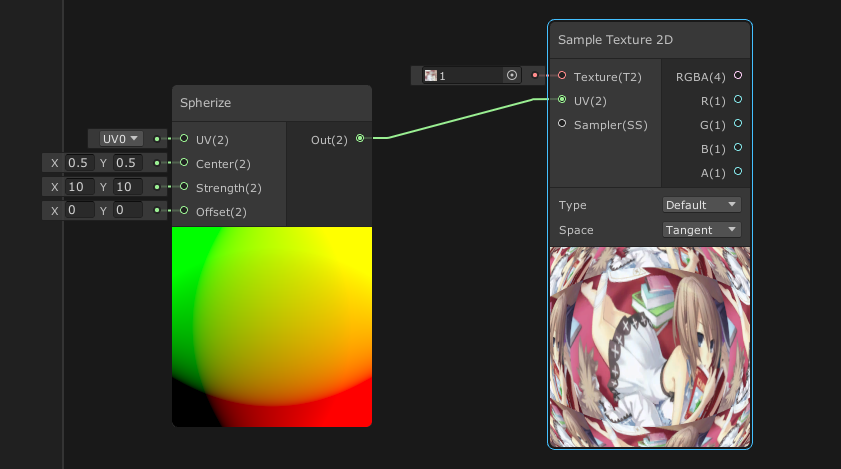 Sample Texture 2D
1
Texture(T2)
RGBA(4)
UV(2)
R(1)
Sampler(SS)
G(1)
B(1)
A(1)
Type
Default
Space
Tangent
Spherize
UV0
UV(2)
Out(2)
X 0.5 Y 0.5
Center(2)
X 10 Y 10
Strength(2)
X 0 Y 0
Offset(2)